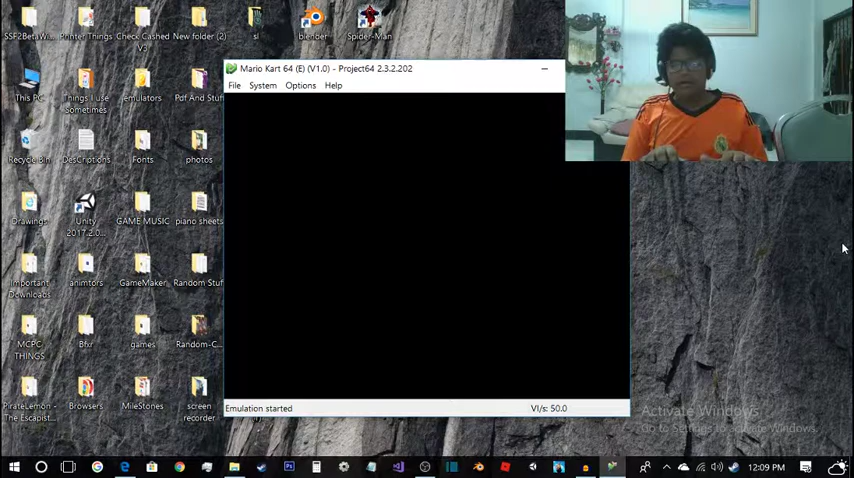 SSF2BetaWi...
Printer Things
Check Cashed V3
New folder (2)
sl
blender
Spider-Man
Mario Kart 64 (E) (V1.0) - Project64 2.3.2.202
File System Options Help
This PC
Things I use Sometimes
emulators
Pdf And Stuff
Recycle Bin
DesCriptions
Fonts
photos
Drawings
Unity 2017.2.0...
GAME MUSIC
piano sheets
Important Downloads
animtors
GameMaker
Random Stuff
MCPC THINGS
Bfxr
games
Random-C...
PirateLemon - The Escapist...
Browsers
MileStones
screen recorder
Emulation started
VI/s: 50.0
Activate Windows
Go to Settings to activate Windows.
12:09 PM